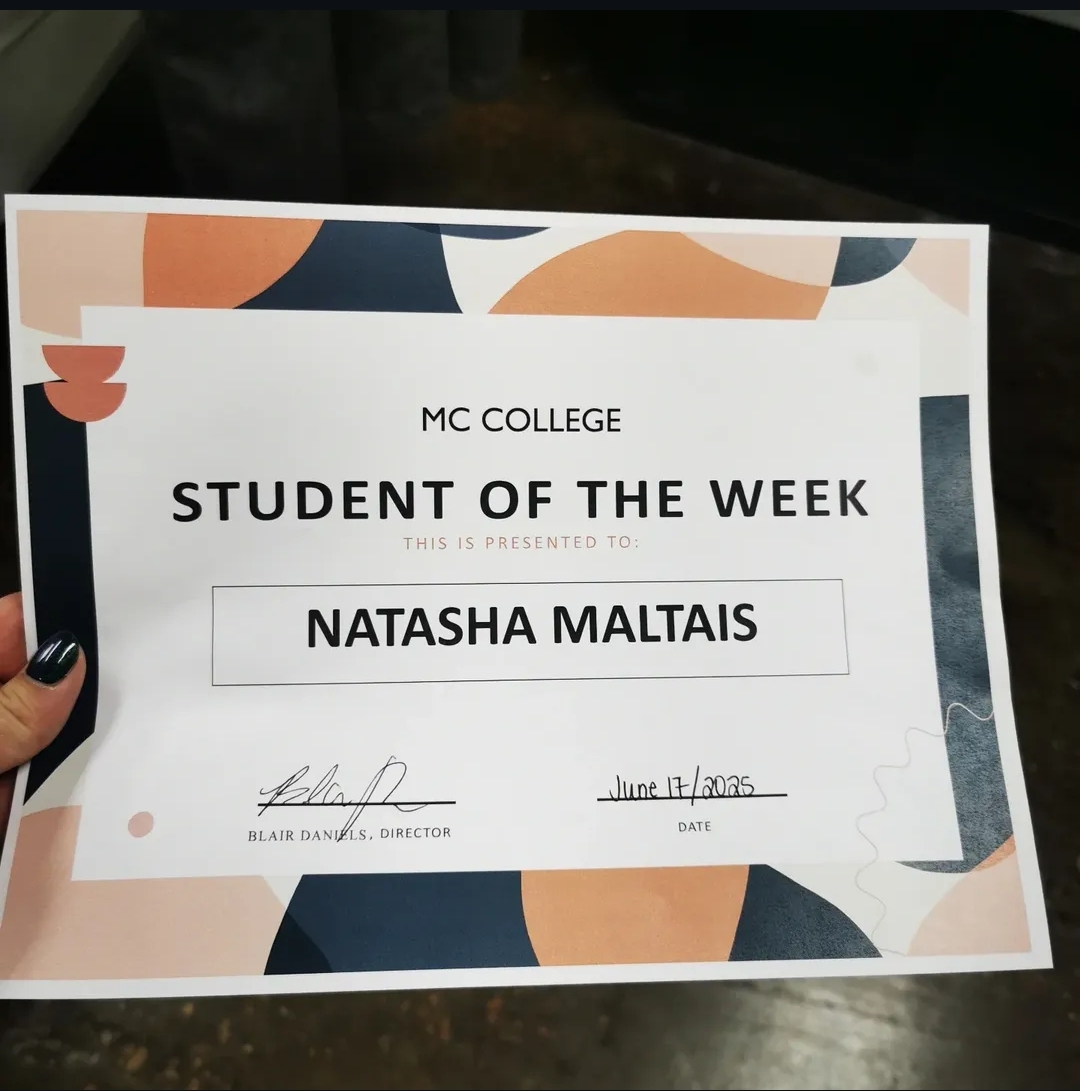 MC COLLEGE
STUDENT OF THE WEEK
THIS IS PRESENTED TO:
NATASHA MALTAIS
June 17/2025
BLAIR DANIELS, DIRECTOR
DATE